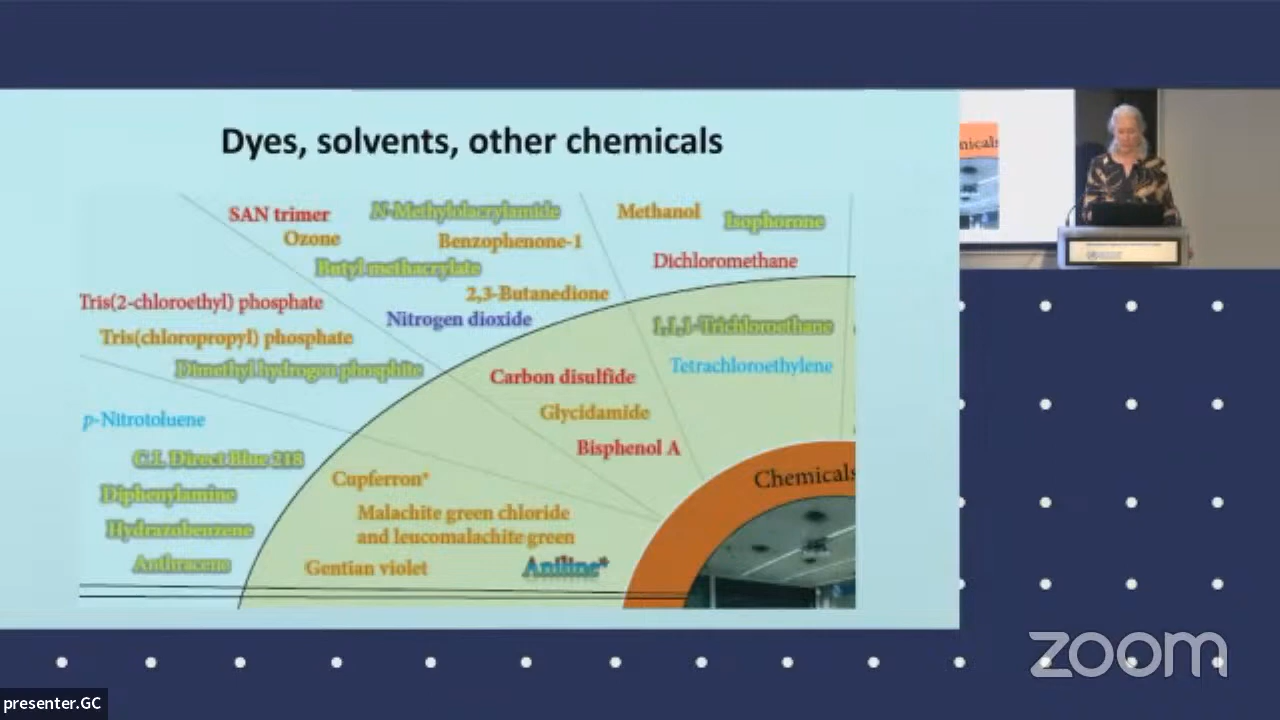 Dyes, solvents, other chemicals
SAN trimer
N-Methylolacrylamide
Methanol
Isophorone
Ozone
Benzophenone-1
Butyl methacrylate
Dichloromethane
Tris(2-chloroethyl) phosphate
2,3-Butanedione
Nitrogen dioxide
Tris(chloropropyl) phosphate
1,1,1-Trichloroethane
Dimethyl hydrogen phosphite
Tetrachloroethylene
Carbon disulfide
p-Nitrotoluene
Glycidamide
Bisphenol A
C.I. Direct Blue 218
Cupferron*
Chemicals
Diphenylamine
Malachite green chloride
and leucomalachite green
Hydrazobenzene
Anthracene
Gentian violet
Aniline*
micals
zoom
presenter.GC